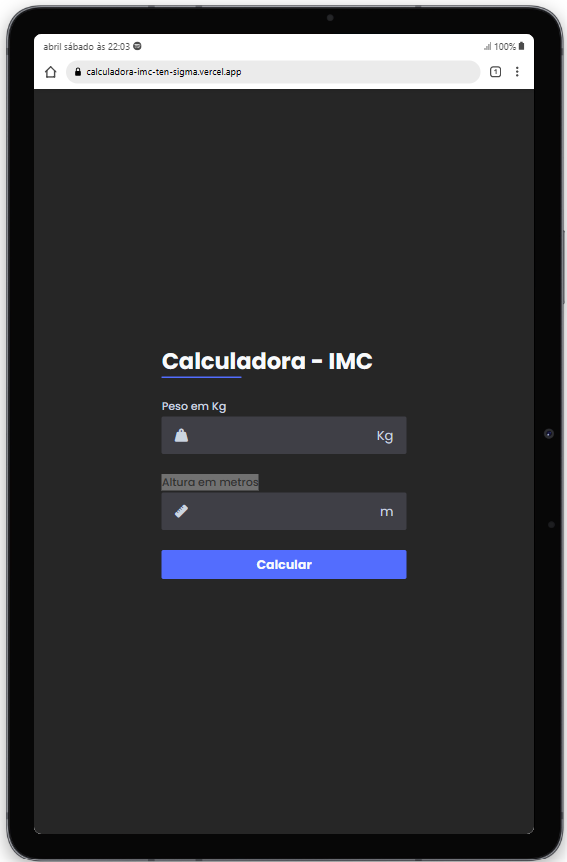 abril sábado às 22:03
100%
calculadora-imc-ten-sigma.vercel.app
1
Calculadora - IMC
Peso em Kg
Kg
Altura em metros
m
Calcular